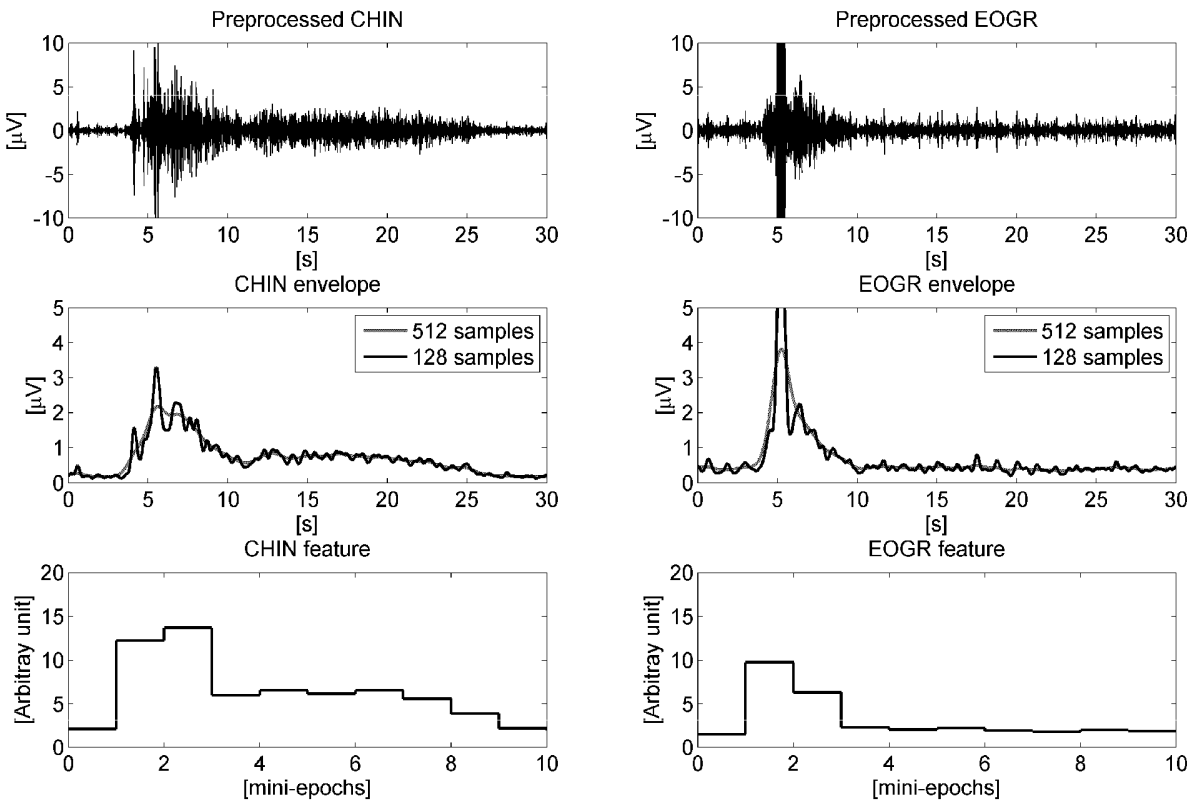 Preprocessed CHIN
10
5
0
-5
-10
[μV]
0 5 10 15 20 25 30
[s]
Preprocessed EOGR
10
5
0
-5
-10
[μV]
0 5 10 15 20 25 30
[s]
CHIN envelope
5
4
3
2
1
0
[μV]
512 samples
128 samples
0 5 10 15 20 25 30
[s]
EOGR envelope
5
4
3
2
1
0
[μV]
512 samples
128 samples
0 5 10 15 20 25 30
[s]
CHIN feature
20
15
10
5
0
[Arbitray unit]
0 2 4 6 8 10
[mini-epochs]
EOGR feature
20
15
10
5
0
[Arbitray unit]
0 2 4 6 8 10
[mini-epochs]